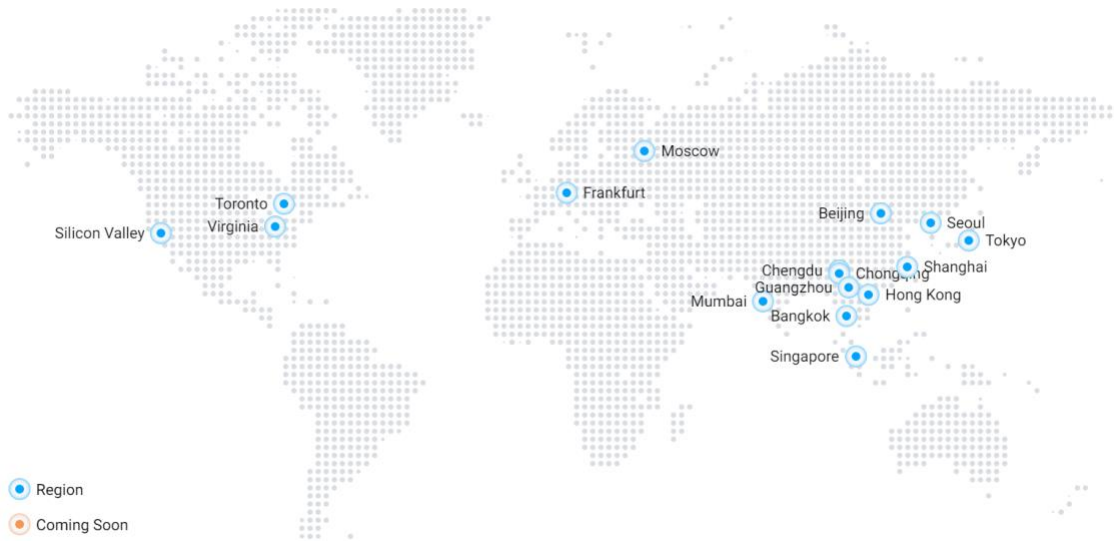 Moscow
Frankfurt
Toronto
Beijing
Virginia
Seoul
Silicon Valley
Tokyo
Shanghai
Chengdu
Chongqing
Guangzhou
Hong Kong
Mumbai
Bangkok
Singapore
Region
Coming Soon